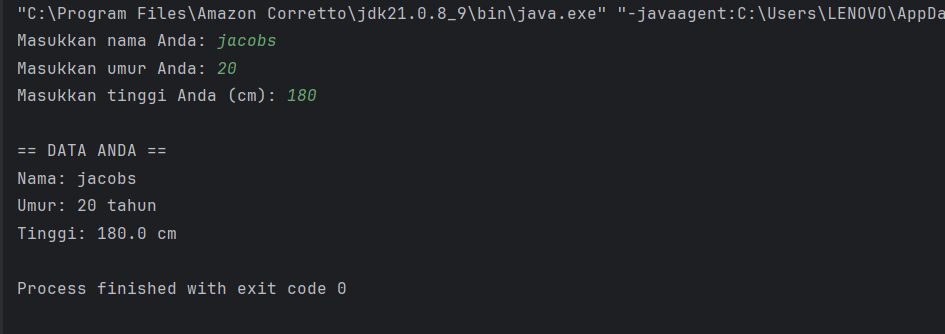 "C:\Program Files\Amazon Corretto\jdk21.0.8_9\bin\java.exe" "-javaagent:C:\Users\LENOVO\AppDa
Masukkan nama Anda: jacobs
Masukkan umur Anda: 20
Masukkan tinggi Anda (cm): 180
== DATA ANDA ==
Nama: jacobs
Umur: 20 tahun
Tinggi: 180.0 cm
Process finished with exit code 0